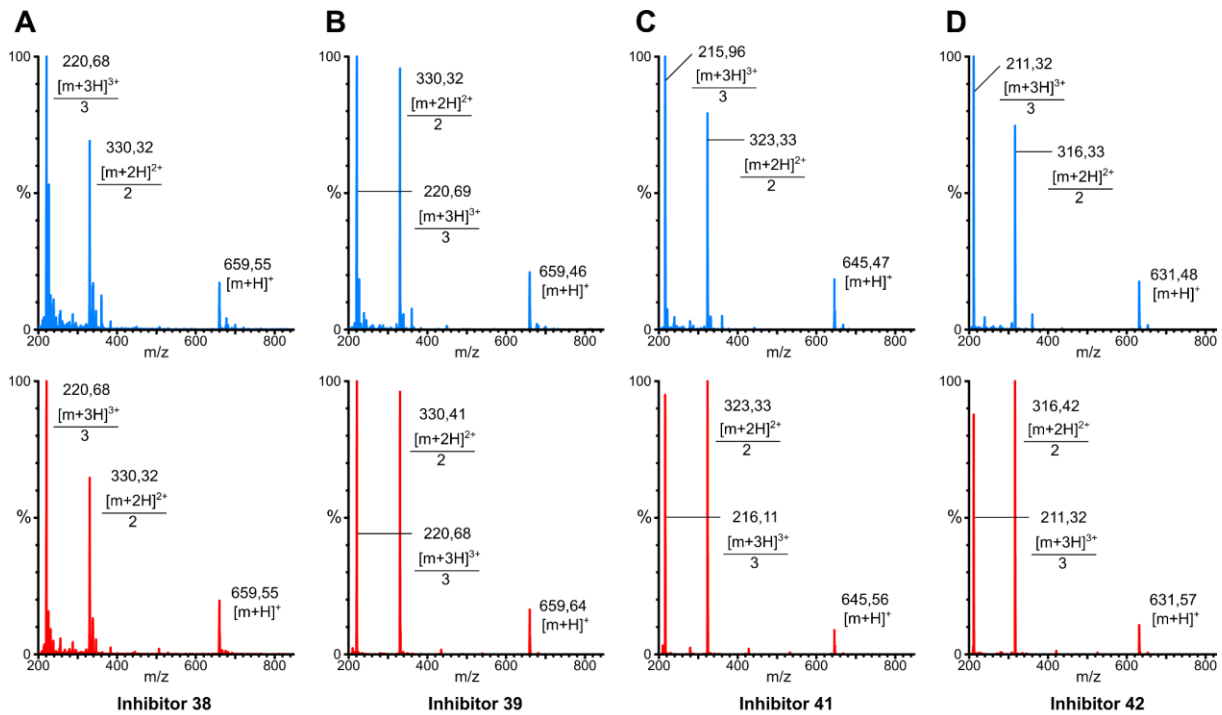 A
100
220,68
[m+3H]³⁺
3
330,32
[m+2H]²⁺
2
%
659,55
[m+H]⁺
0
200 400 600 800
m/z
B
100
330,32
[m+2H]²⁺
2
220,69
[m+3H]³⁺
3
%
659,46
[m+H]⁺
0
200 400 600 800
m/z
C
100
215,96
[m+3H]³⁺
3
323,33
[m+2H]²⁺
2
%
645,47
[m+H]⁺
0
200 400 600 800
m/z
D
100
211,32
[m+3H]³⁺
3
316,33
[m+2H]²⁺
2
%
631,48
[m+H]⁺
0
200 400 600 800
m/z
100
220,68
[m+3H]³⁺
3
330,32
[m+2H]²⁺
2
%
659,55
[m+H]⁺
0
200 400 600 800
m/z
Inhibitor 38
100
330,41
[m+2H]²⁺
2
220,68
[m+3H]³⁺
3
%
659,64
[m+H]⁺
0
200 400 600 800
m/z
Inhibitor 39
100
323,33
[m+2H]²⁺
2
216,11
[m+3H]³⁺
3
%
645,56
[m+H]⁺
0
200 400 600 800
m/z
Inhibitor 41
100
316,42
[m+2H]²⁺
2
211,32
[m+3H]³⁺
3
%
631,57
[m+H]⁺
0
200 400 600 800
m/z
Inhibitor 42